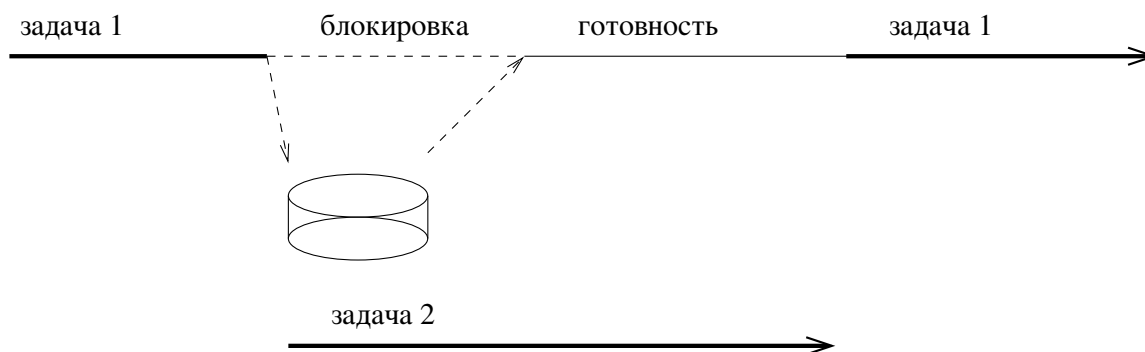 задача 1 блокировка готовность задача 1
задача 2